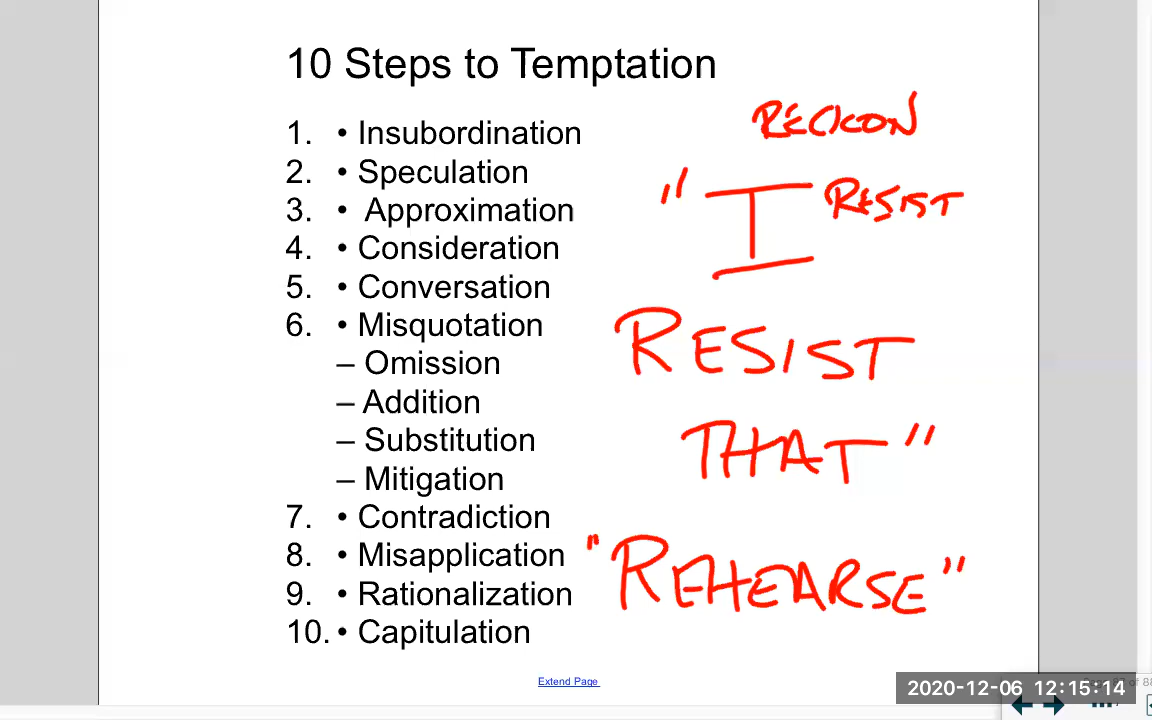 10 Steps to Temptation
1. • Insubordination
2. • Speculation
3. • Approximation
4. • Consideration
5. • Conversation
6. • Misquotation
– Omission
– Addition
– Substitution
– Mitigation
7. • Contradiction
8. • Misapplication
9. • Rationalization
10. • Capitulation
RECKON
"I RESIST
RESIST
THAT"
"REHEARSE"
Extend Page
2020-12-06 12:15:14